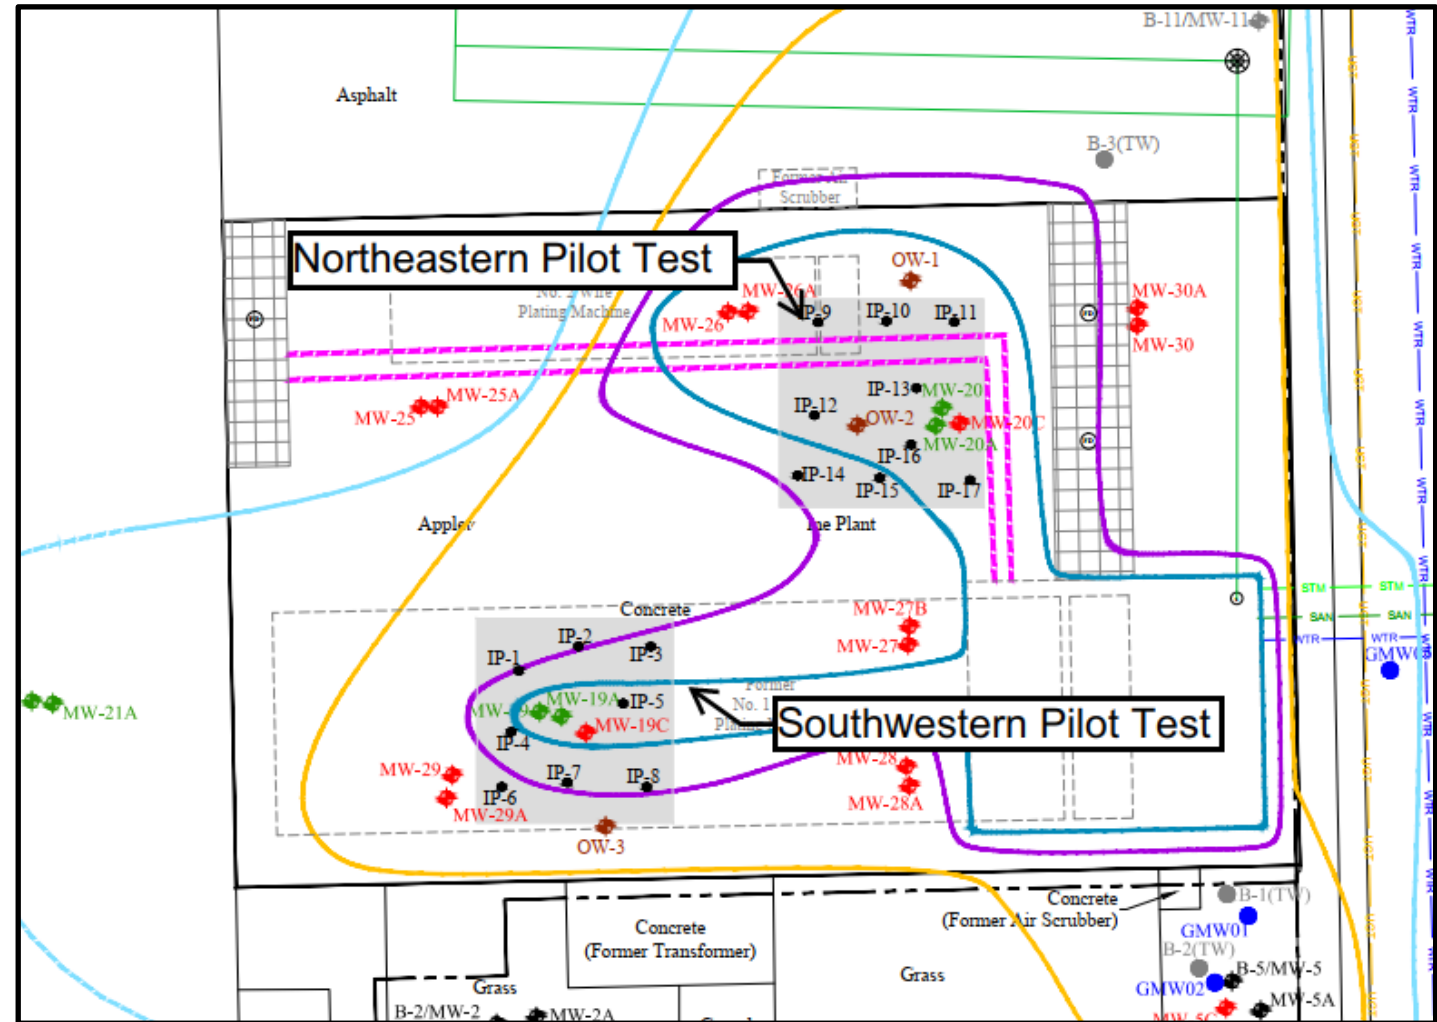 B-11/MW-11
WTR
UGT
Asphalt
B-3(TW)
Former Air
Scrubber
Northeastern Pilot Test
OW-1
MW-26A
MW-26
No. 2 Wire
Plating Machine
IP-9
IP-10
IP-11
MW-30A
MW-30
MW-25A
MW-25
IP-13
MW-20
IP-12
OW-2
MW-20C
MW-20A
IP-16
IP-14
IP-15
IP-17
ine Plant
STM
STM
SAN
SAN
WTR
WTR
Concrete
MW-27B
MW-27
IP-1
IP-2
IP-3
MW-19A
IP-5
MW-19C
IP-4
Former
No. 1
Southwestern Pilot Test
MW-21A
MW-29
MW-29A
IP-6
IP-7
IP-8
MW-28
MW-28A
OW-3
Concrete
(Former Air Scrubber)
B-1(TW)
GMW01
Concrete
(Former Transformer)
B-2(TW)
B-5/MW-5
GMW02
MW-5A
MW-5C
Grass
Grass
B-2/MW-2
MW-2A